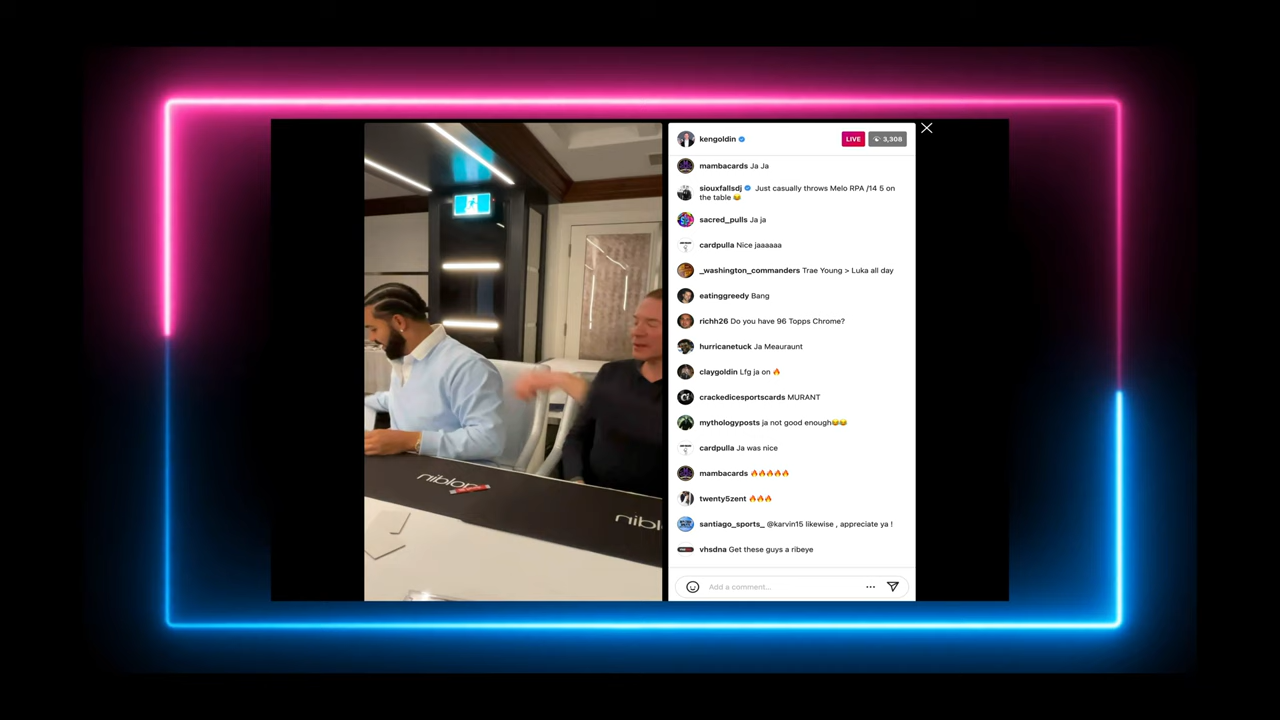 kengoldin
LIVE
3,308
mambacards Ja Ja
siouxfallsdj Just casually throws Melo RPA /14 5 on
the table 😂
sacred_pulls Ja ja
cardpulla Nice jaaaaaa
_washington_commanders Trae Young > Luka all day
eatinggreedy Bang
richh26 Do you have 96 Topps Chrome?
hurricanetuck Ja Meauraunt
claygoldin Lfg ja on 🔥
crackedicesportscards MURANT
mythologyposts ja not good enough😂😂
cardpulla Ja was nice
mambacards 🔥🔥🔥🔥🔥
twenty5zent 🔥🔥🔥
santiago_sports_ @karvin15 likewise , appreciate ya !
vhsdna Get these guys a ribeye
Add a comment...